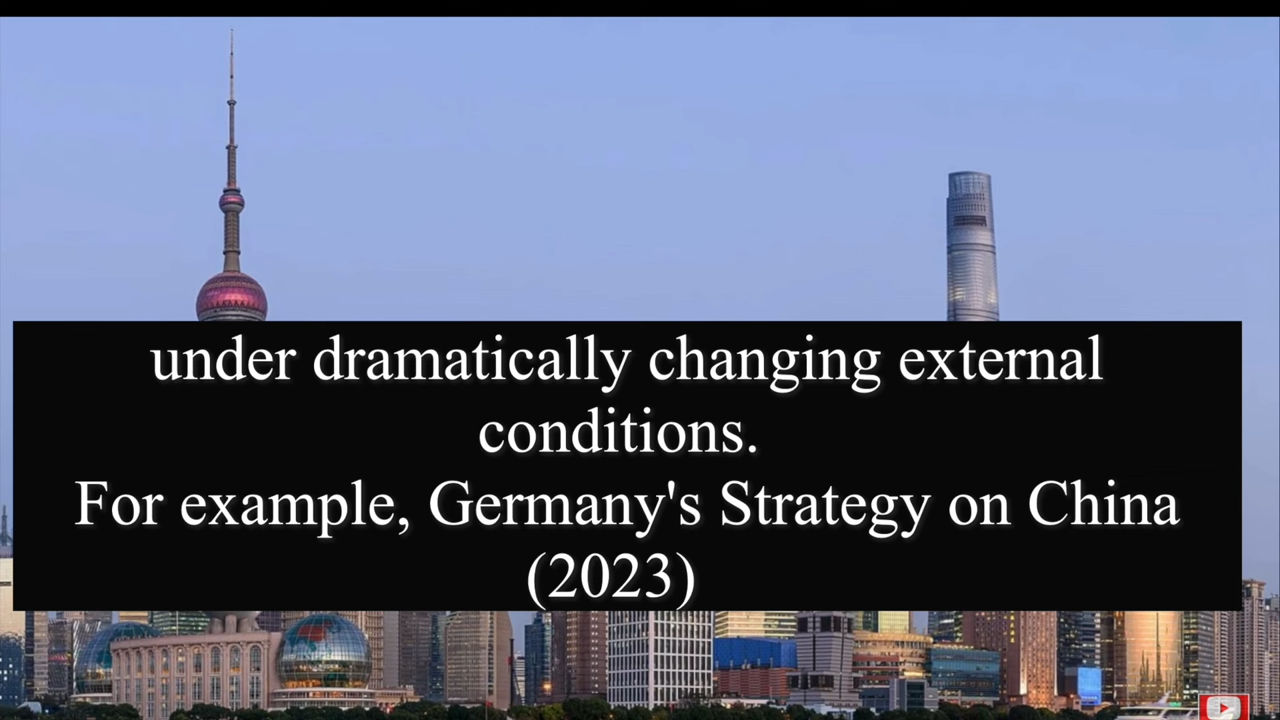 under dramatically changing external
conditions.
For example, Germany's Strategy on China
(2023)